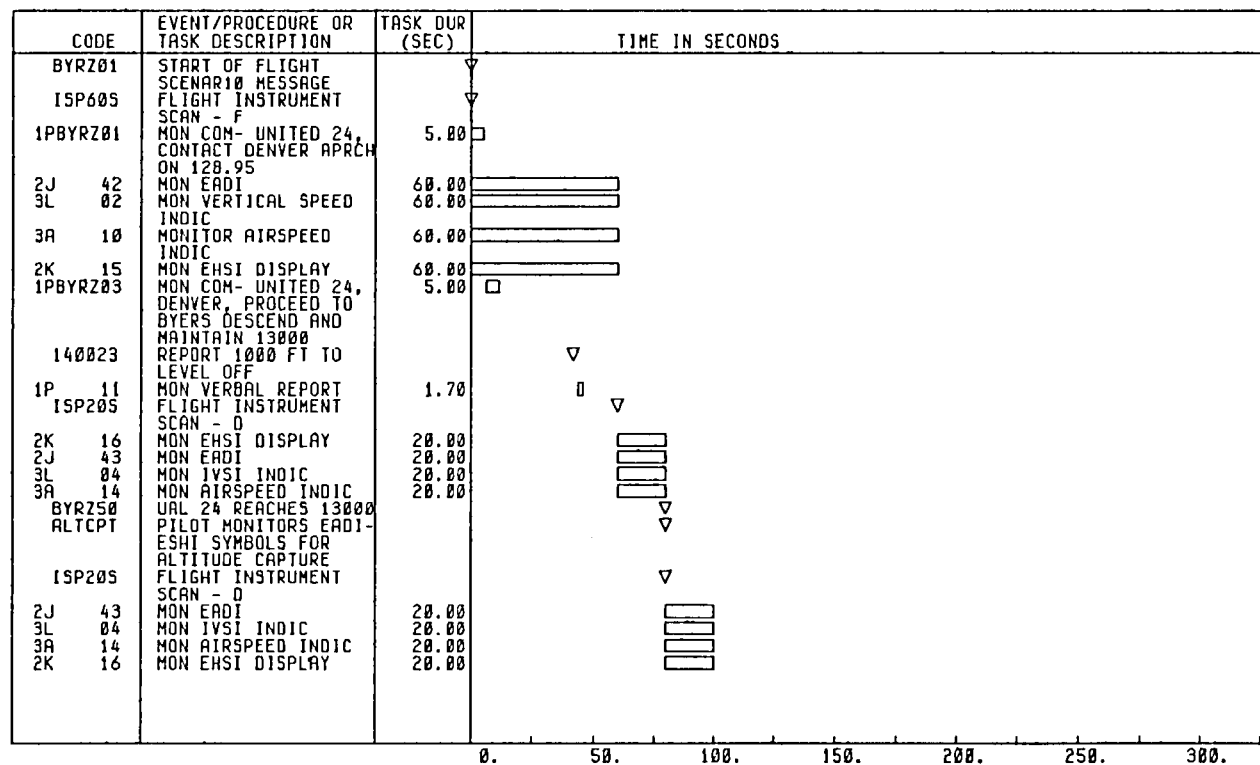 CODE EVENT/PROCEDURE OR TASK DESCRIPTION TASK DUR (SEC) TIME IN SECONDS
BYRZ01 START OF FLIGHT
SCENAR10 MESSAGE
ISP60S FLIGHT INSTRUMENT
SCAN - F
1PBYRZ01 MON COM- UNITED 24, 5.00
CONTACT DENVER APRCH
ON 128.95
2J 42 MON EADI 60.00
3L 02 MON VERTICAL SPEED 60.00
INDIC
3A 10 MONITOR AIRSPEED 60.00
INDIC
2K 15 MON EHSI DISPLAY 60.00
1PBYRZ03 MON COM- UNITED 24, 5.00
DENVER, PROCEED TO
BYERS DESCEND AND
MAINTAIN 13000
140023 REPORT 1000 FT TO
LEVEL OFF
1P 11 MON VERBAL REPORT 1.70
ISP20S FLIGHT INSTRUMENT
SCAN - D
2K 16 MON EHSI DISPLAY 20.00
2J 43 MON EADI 20.00
3L 04 MON IVSI INDIC 20.00
3A 14 MON AIRSPEED INDIC 20.00
BYRZ50 UAL 24 REACHES 13000
ALTCPT PILOT MONITORS EADI-
ESHI SYMBOLS FOR
ALTITUDE CAPTURE
ISP20S FLIGHT INSTRUMENT
SCAN - D
2J 43 MON EADI 20.00
3L 04 MON IVSI INDIC 20.00
3A 14 MON AIRSPEED INDIC 20.00
2K 16 MON EHSI DISPLAY 20.00
0. 50. 100. 150. 200. 250. 300.